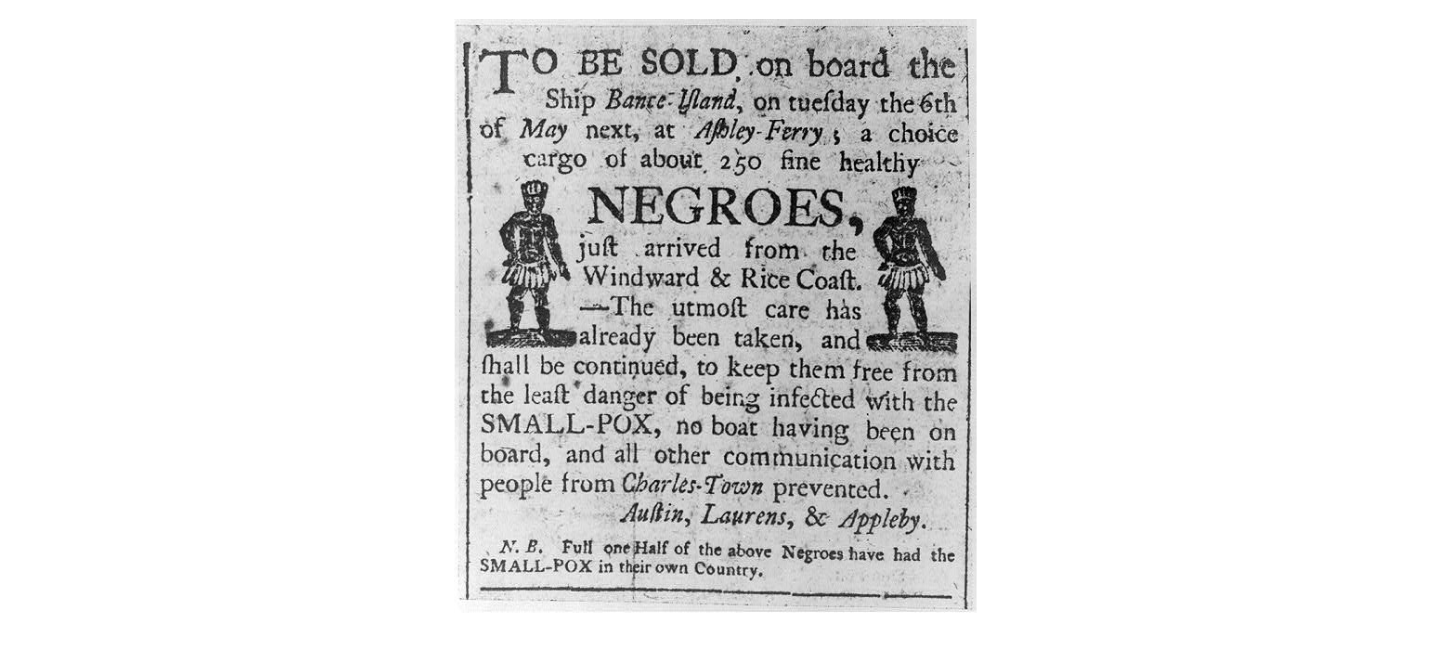 TO BE SOLD, on board the
Ship Bance-Iſland, on tueſday the 6th
of May next, at Aſhley-Ferry; a choice
cargo of about 250 fine healthy
NEGROES,
juſt arrived from the
Windward & Rice Coaſt.
—The utmoſt care has
already been taken, and
ſhall be continued, to keep them free from
the leaſt danger of being infected with the
SMALL-POX, no boat having been on
board, and all other communication with
people from Charles-Town prevented.
Auſtin, Laurens, & Appleby.
N. B. Full one Half of the above Negroes have had the
SMALL-POX in their own Country.